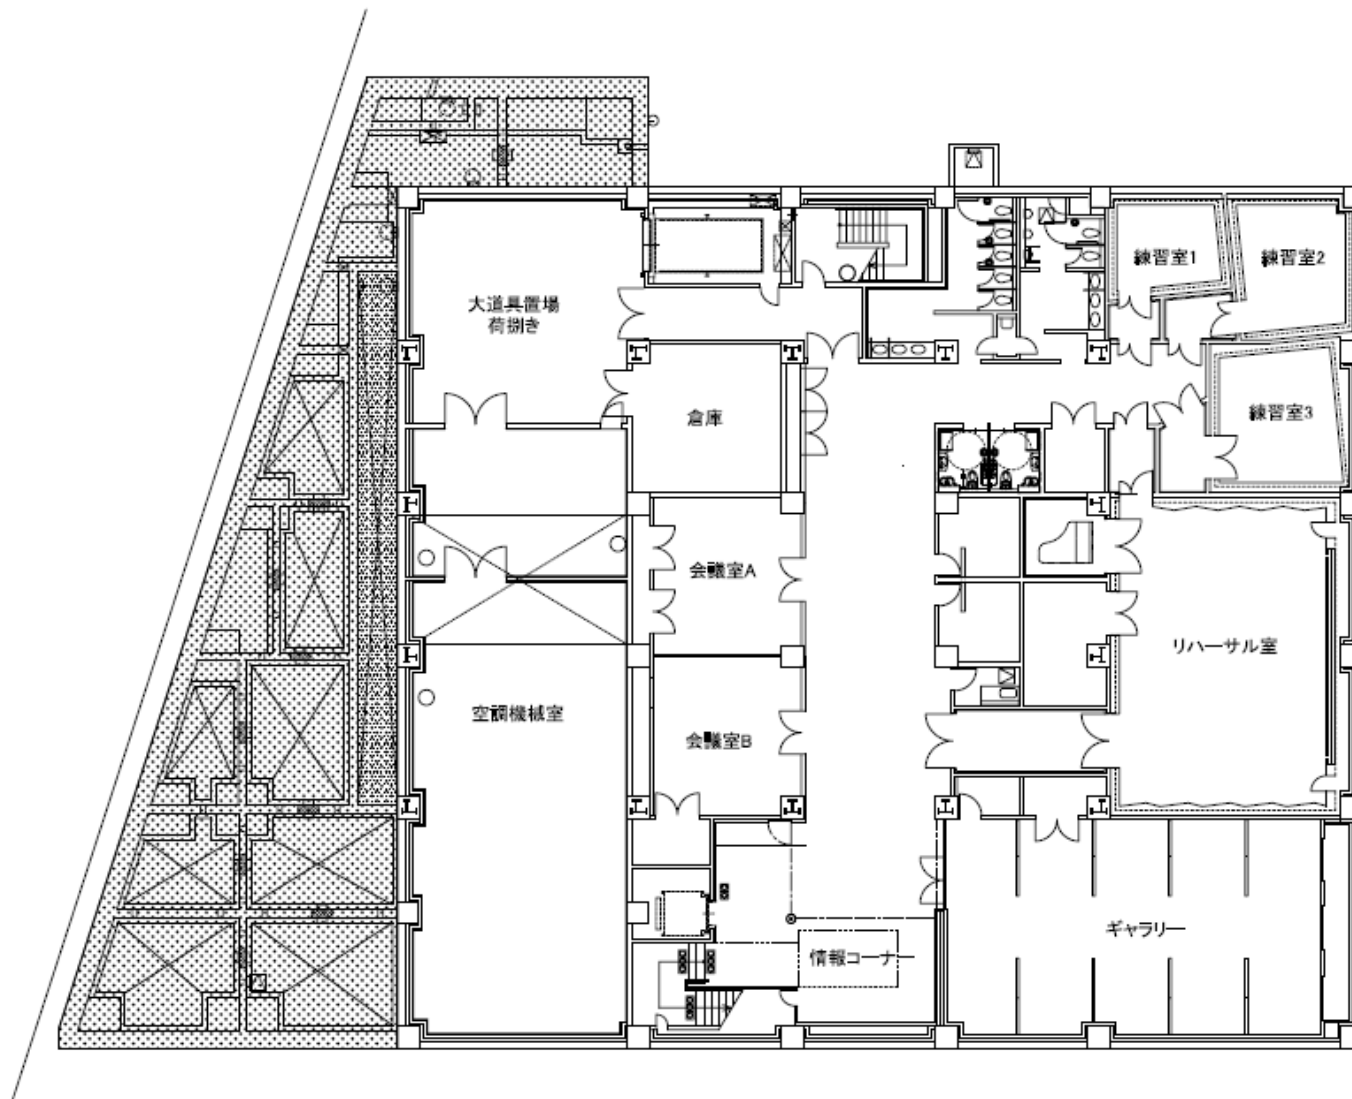 練習室1
練習室2
大道具置場
荷捌き
倉庫
練習室3
会議室A
リハーサル室
空調機械室
会議室B
ギャラリー
情報コーナー